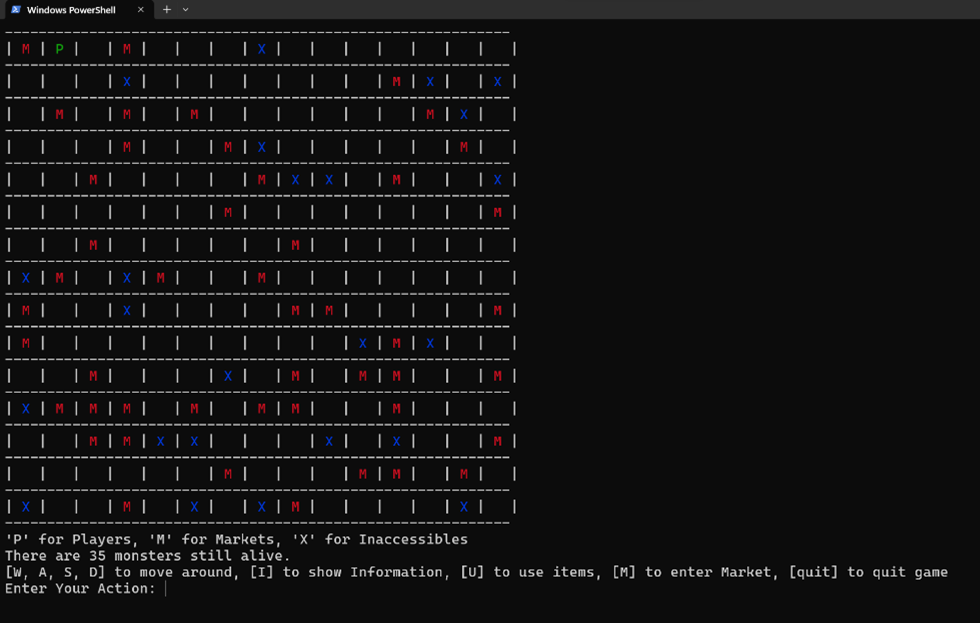 ------------------------------------------------------------
| M | P |   | M |   |   |   | X |   |   |   |   |   |   |   |
------------------------------------------------------------
|   |   |   | X |   |   |   |   |   |   |   | M | X |   | X |
------------------------------------------------------------
|   | M |   | M |   | M |   |   |   |   |   |   | M | X |   |
------------------------------------------------------------
|   |   |   | M |   |   | M | X |   |   |   |   |   | M |   |
------------------------------------------------------------
|   |   | M |   |   |   |   | M | X | X |   | M |   |   | X |
------------------------------------------------------------
|   |   |   |   |   |   | M |   |   |   |   |   |   |   | M |
------------------------------------------------------------
|   |   | M |   |   |   |   |   | M |   |   |   |   |   |   |
------------------------------------------------------------
| X | M |   | X | M |   |   | M |   |   |   |   |   |   |   |
------------------------------------------------------------
| M |   |   | X |   |   |   |   | M | M |   |   |   |   | M |
------------------------------------------------------------
| M |   |   |   |   |   |   |   |   |   | X | M | X |   |   |
------------------------------------------------------------
|   |   | M |   |   |   | X |   | M |   | M | M |   |   | M |
------------------------------------------------------------
| X | M | M | M |   | M |   | M | M |   |   | M |   |   |   |
------------------------------------------------------------
|   |   | M | M | X | X |   |   |   | X |   | X |   |   | M |
------------------------------------------------------------
|   |   |   |   |   |   | M |   |   |   | M | M |   | M |   |
------------------------------------------------------------
| X |   |   | M |   | X |   | X | M |   |   |   |   | X |   |
------------------------------------------------------------
'P' for Players, 'M' for Markets, 'X' for Inaccessibles
There are 35 monsters still alive.
[W, A, S, D] to move around, [I] to show Information, [U] to use items, [M] to enter Market, [quit] to quit game
Enter Your Action:
Windows PowerShell